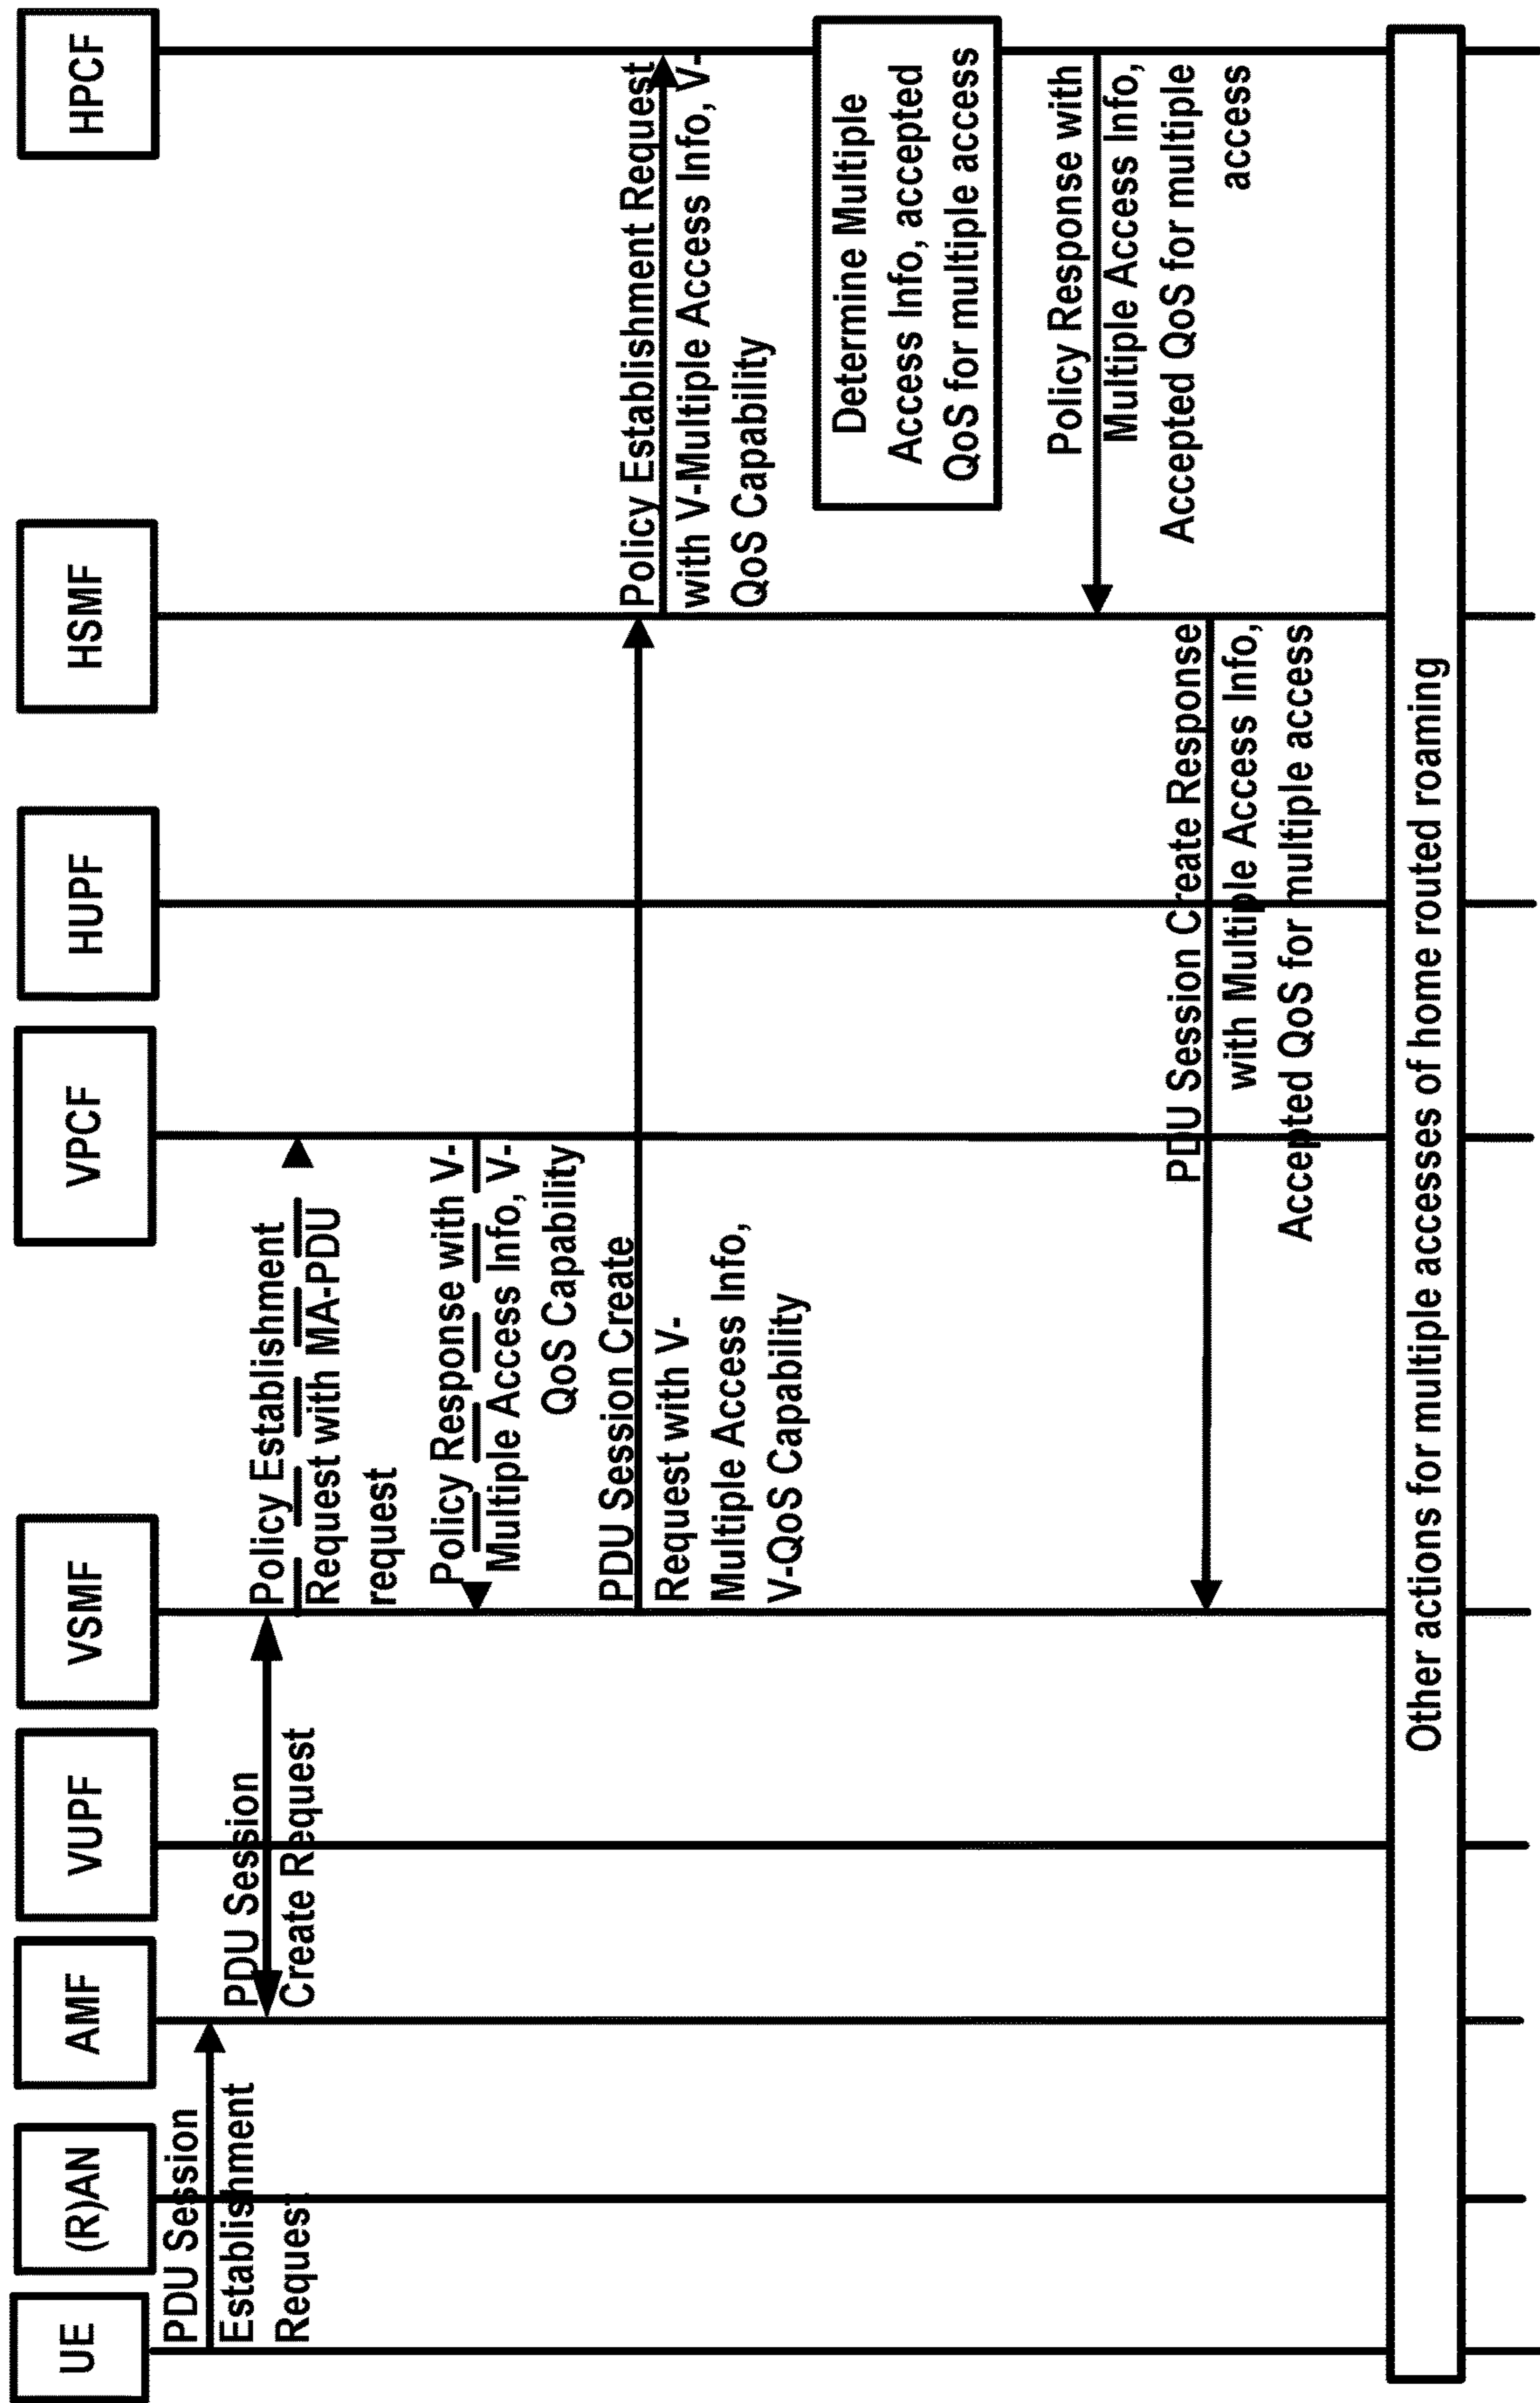 UE
(R)AN
AMF
VUPF
VSMF
VPCF
HUPF
HSMF
HPCF
PDU Session
Establishment
Request
PDU Session
Create Request
Policy Establishment
Request with MA-PDU
request
Policy Response with V-
Multiple Access Info, V-
QoS Capability
PDU Session Create
Request with V-
Multiple Access Info,
V-QoS Capability
Policy Establishment Request
with V-Multiple Access Info, V-
QoS Capability
Determine Multiple
Access Info, accepted
QoS for multiple access
Policy Response with
Multiple Access Info,
Accepted QoS for multiple
access
PDU Session Create Response
with Multiple Access Info,
Accepted QoS for multiple access
Other actions for multiple accesses of home routed roaming